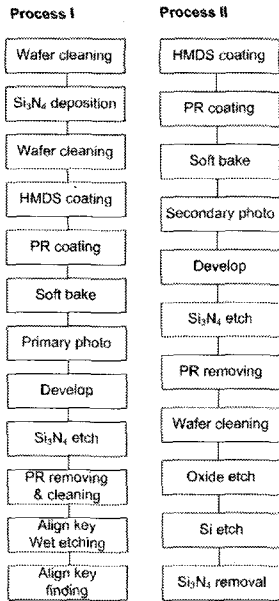 Process I
Wafer cleaning
Si₃N₄ deposition
Wafer cleaning
HMDS coating
PR coating
Soft bake
Primary photo
Develop
Si₃N₄ etch
PR removing
& cleaning
Align key
Wet etching
Align key
finding
Process II
HMDS coating
PR coating
Soft bake
Secondary photo
Develop
Si₃N₄ etch
PR removing
Wafer cleaning
Oxide etch
Si etch
Si₃N₄ removal